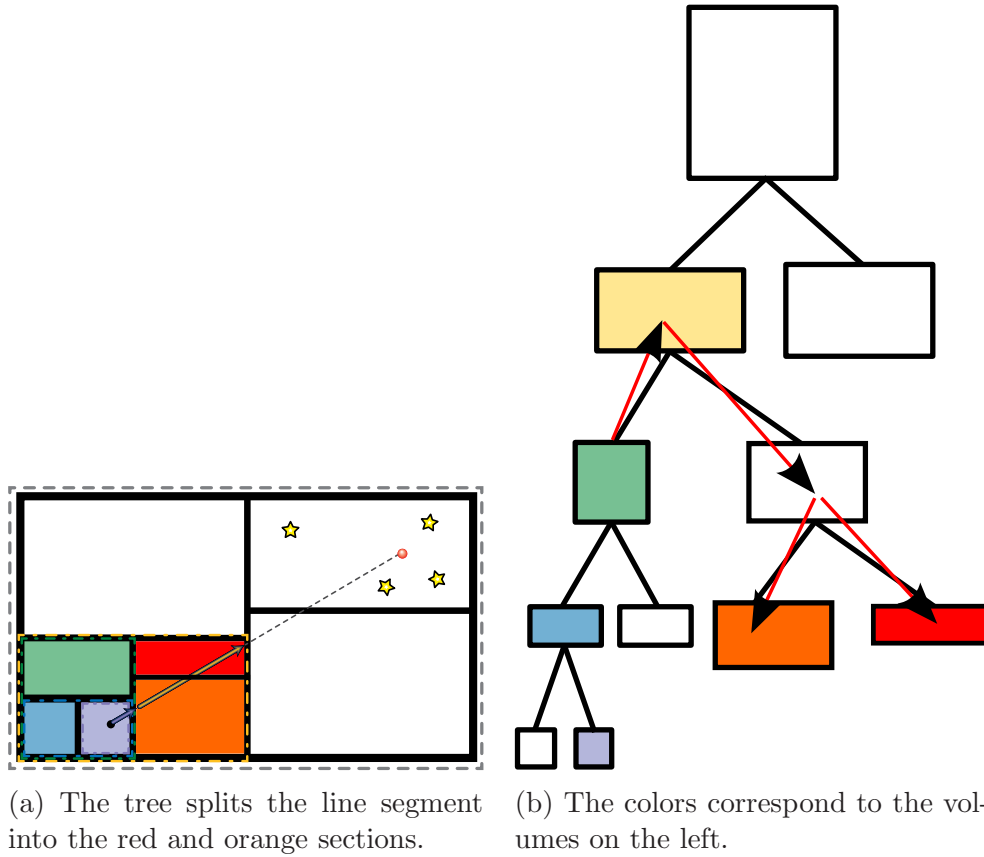 (a) The tree splits the line segment
into the red and orange sections.
(b) The colors correspond to the vol-
umes on the left.